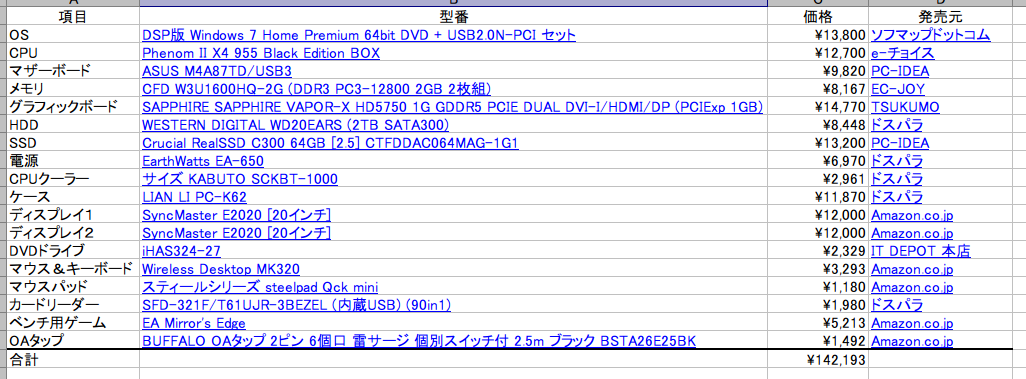 項目 型番 価格 発売元
OS DSP版 Windows 7 Home Premium 64bit DVD + USB2.0N-PCI セット ¥13,800 ソフマップドットコム
CPU Phenom II X4 955 Black Edition BOX ¥12,700 e-チョイス
マザーボード ASUS M4A87TD/USB3 ¥9,820 PC-IDEA
メモリ CFD W3U1600HQ-2G (DDR3 PC3-12800 2GB 2枚組) ¥8,167 EC-JOY
グラフィックボード SAPPHIRE SAPPHIRE VAPOR-X HD5750 1G GDDR5 PCIE DUAL DVI-I/HDMI/DP (PCIExp 1GB) ¥14,770 TSUKUMO
HDD WESTERN DIGITAL WD20EARS (2TB SATA300) ¥8,448 ドスパラ
SSD Crucial RealSSD C300 64GB [2.5] CTFDDAC064MAG-1G1 ¥13,200 PC-IDEA
電源 EarthWatts EA-650 ¥6,970 ドスパラ
CPUクーラー サイズ KABUTO SCKBT-1000 ¥2,961 ドスパラ
ケース LIAN LI PC-K62 ¥11,870 ドスパラ
ディスプレイ1 SyncMaster E2020 [20インチ] ¥12,000 Amazon.co.jp
ディスプレイ2 SyncMaster E2020 [20インチ] ¥12,000 Amazon.co.jp
DVDドライブ iHAS324-27 ¥2,329 IT DEPOT 本店
マウス＆キーボード Wireless Desktop MK320 ¥3,293 Amazon.co.jp
マウスパッド スティールシリーズ steelpad Qck mini ¥1,180 Amazon.co.jp
カードリーダー SFD-321F/T61UJR-3BEZEL (内蔵USB) (90in1) ¥1,980 ドスパラ
ベンチ用ゲーム EA Mirror's Edge ¥5,213 Amazon.co.jp
OAタップ BUFFALO OAタップ 2ピン 6個口 雷サージ 個別スイッチ付 2.5m ブラック BSTA26E25BK ¥1,492 Amazon.co.jp
合計 ¥142,193